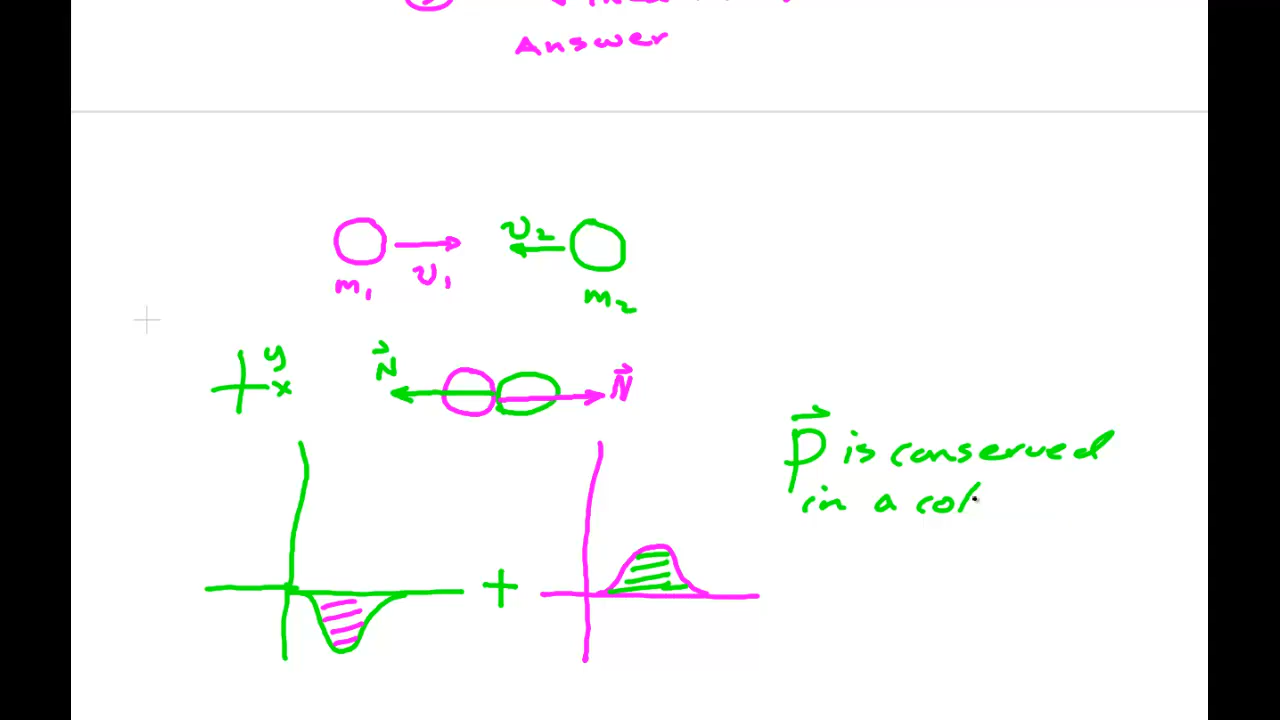 Answer
v₂
v₁
m₁
m₂
y
x
N⃗
N⃗
+
p⃗ is conserved
in a col